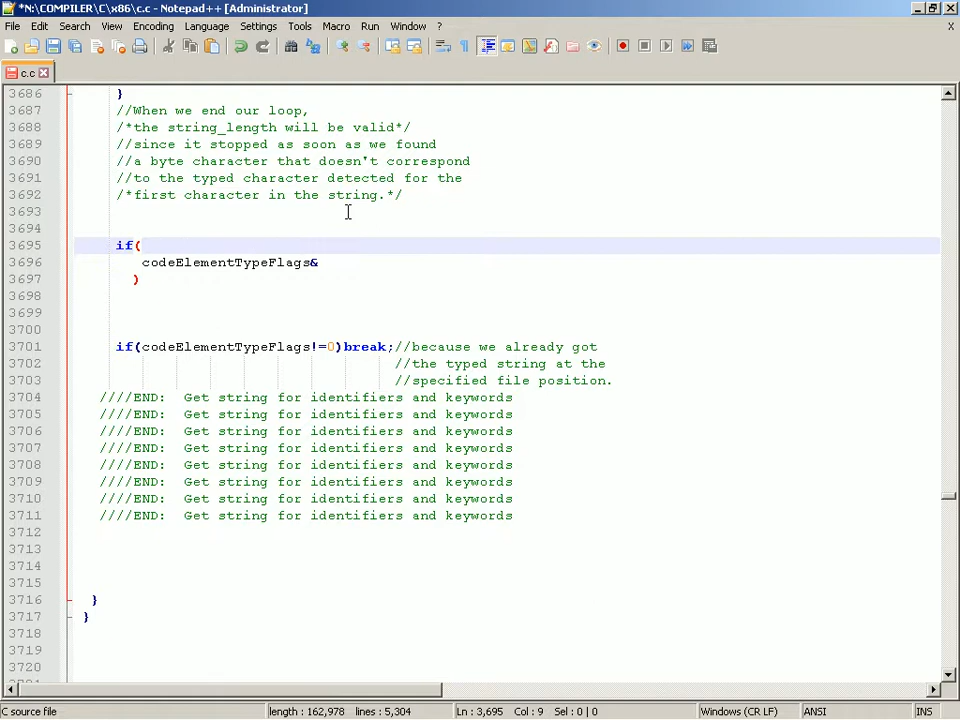 *N:\COMPILER\C\x86\c.c - Notepad++ [Administrator]
File Edit Search View Encoding Language Settings Tools Macro Run Window ? X
c.c
3686 }
3687 //When we end our loop,
3688 /*the string_length will be valid*/
3689 //since it stopped as soon as we found
3690 //a byte character that doesn't correspond
3691 //to the typed character detected for the
3692 /*first character in the string.*/
3693
3694
3695 if(
3696 codeElementTypeFlags&
3697 )
3698
3699
3700
3701 if(codeElementTypeFlags!=0)break;//because we already got
3702 //the typed string at the
3703 //specified file position.
3704 ////END: Get string for identifiers and keywords
3705 ////END: Get string for identifiers and keywords
3706 ////END: Get string for identifiers and keywords
3707 ////END: Get string for identifiers and keywords
3708 ////END: Get string for identifiers and keywords
3709 ////END: Get string for identifiers and keywords
3710 ////END: Get string for identifiers and keywords
3711 ////END: Get string for identifiers and keywords
3712
3713
3714
3715
3716 }
3717 }
3718
3719
3720
C source file length : 162,978 lines : 5,304 Ln : 3,695 Col : 9 Sel : 0 | 0 Windows (CR LF) ANSI INS